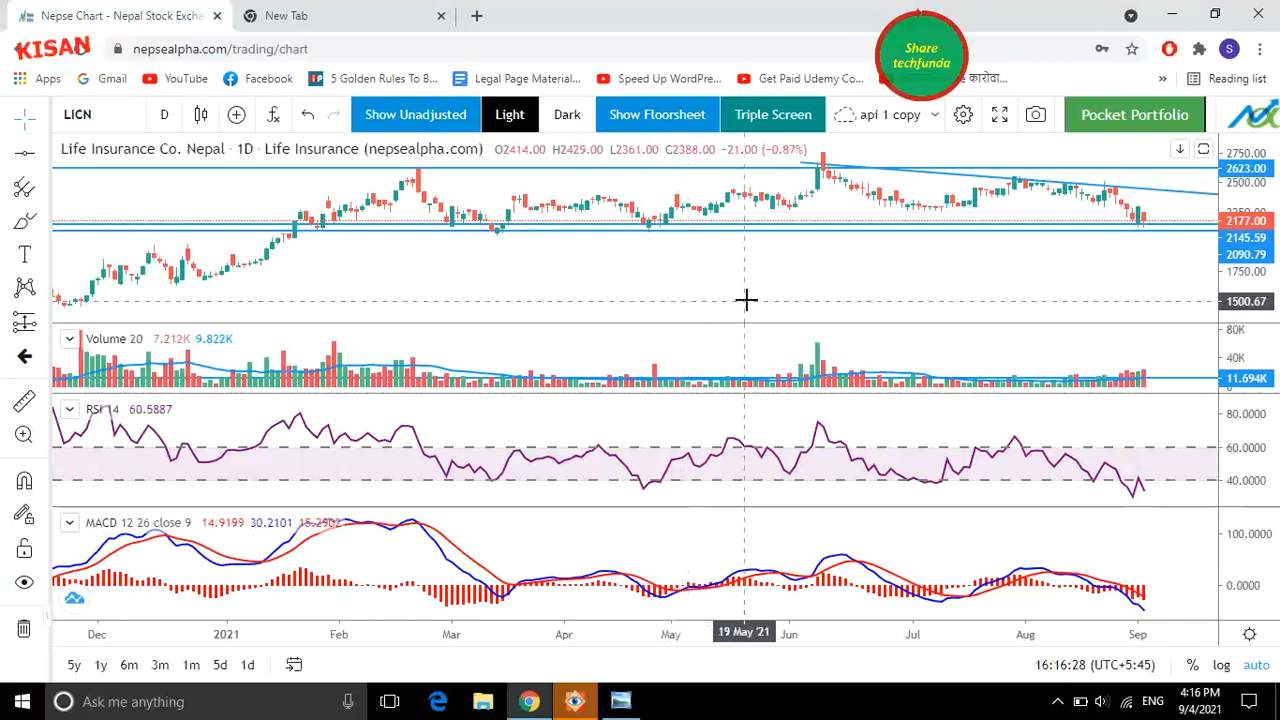 Nepse Chart - Nepal Stock Excha
New Tab
KISAN
nepsealpha.com/trading/chart
Share
techfunda
S
Apps
Gmail
YouTube
Facebook
5 Golden Rules To B...
Legal Page Material...
Speed Up WordPre...
Get Paid Udemy Co...
कारोवा...
Reading list
LICN
D
Show Unadjusted
Light
Dark
Show Floorsheet
Triple Screen
api 1 copy
Pocket Portfolio
Life Insurance Co. Nepal · 1D · Life Insurance (nepsealpha.com) O2414.00 H2429.00 L2361.00 C2388.00 −21.00 (−0.87%)
2750.00
2623.00
2500.00
2177.00
2145.59
2090.79
1750.00
1500.67
Volume 20 7.212K 9.822K
80K
40K
11.694K
RSI 14 60.5887
80.0000
60.0000
40.0000
MACD 12 26 close 9 14.9199 30.2101 15.2902
100.0000
0.0000
Dec 2021 Feb Mar Apr May 19 May '21 Jun Jul Aug Sep
5y 1y 6m 3m 1m 5d 1d
16:16:28 (UTC+5:45) % log auto
Ask me anything
ENG
4:16 PM
9/4/2021